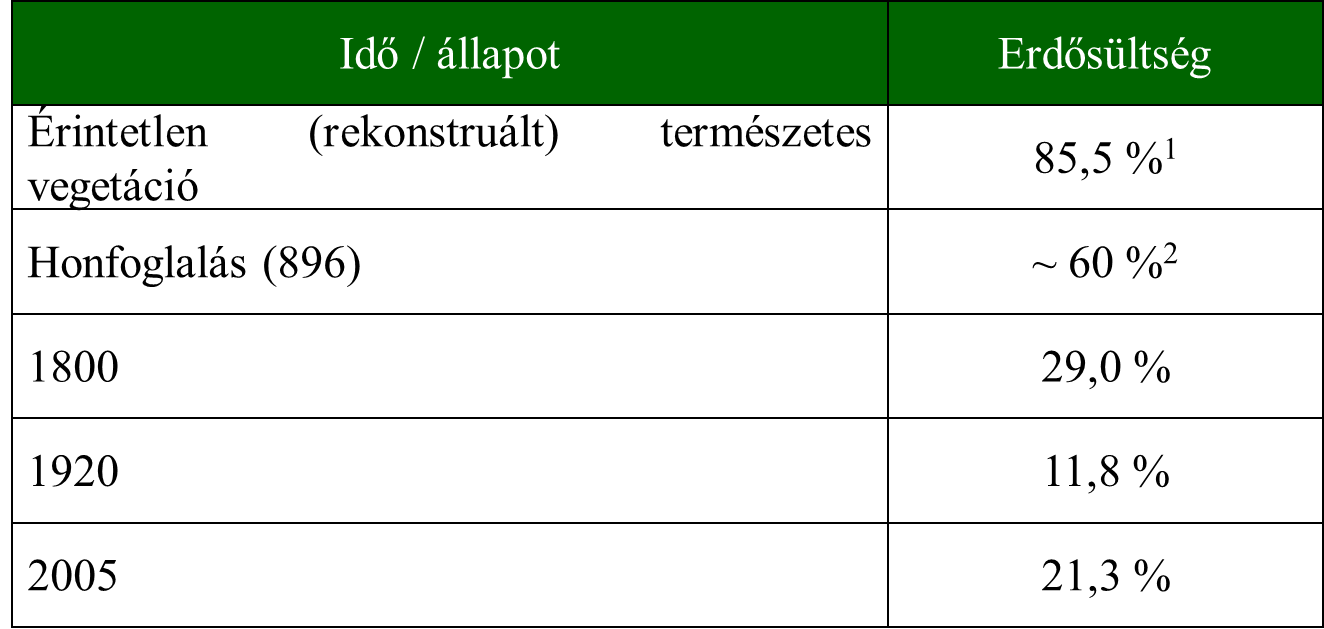 Idő / állapot Erdősültség
Érintetlen (rekonstruált) természetes
vegetáció
85,5 %¹
Honfoglalás (896) ~ 60 %²
1800 29,0 %
1920 11,8 %
2005 21,3 %